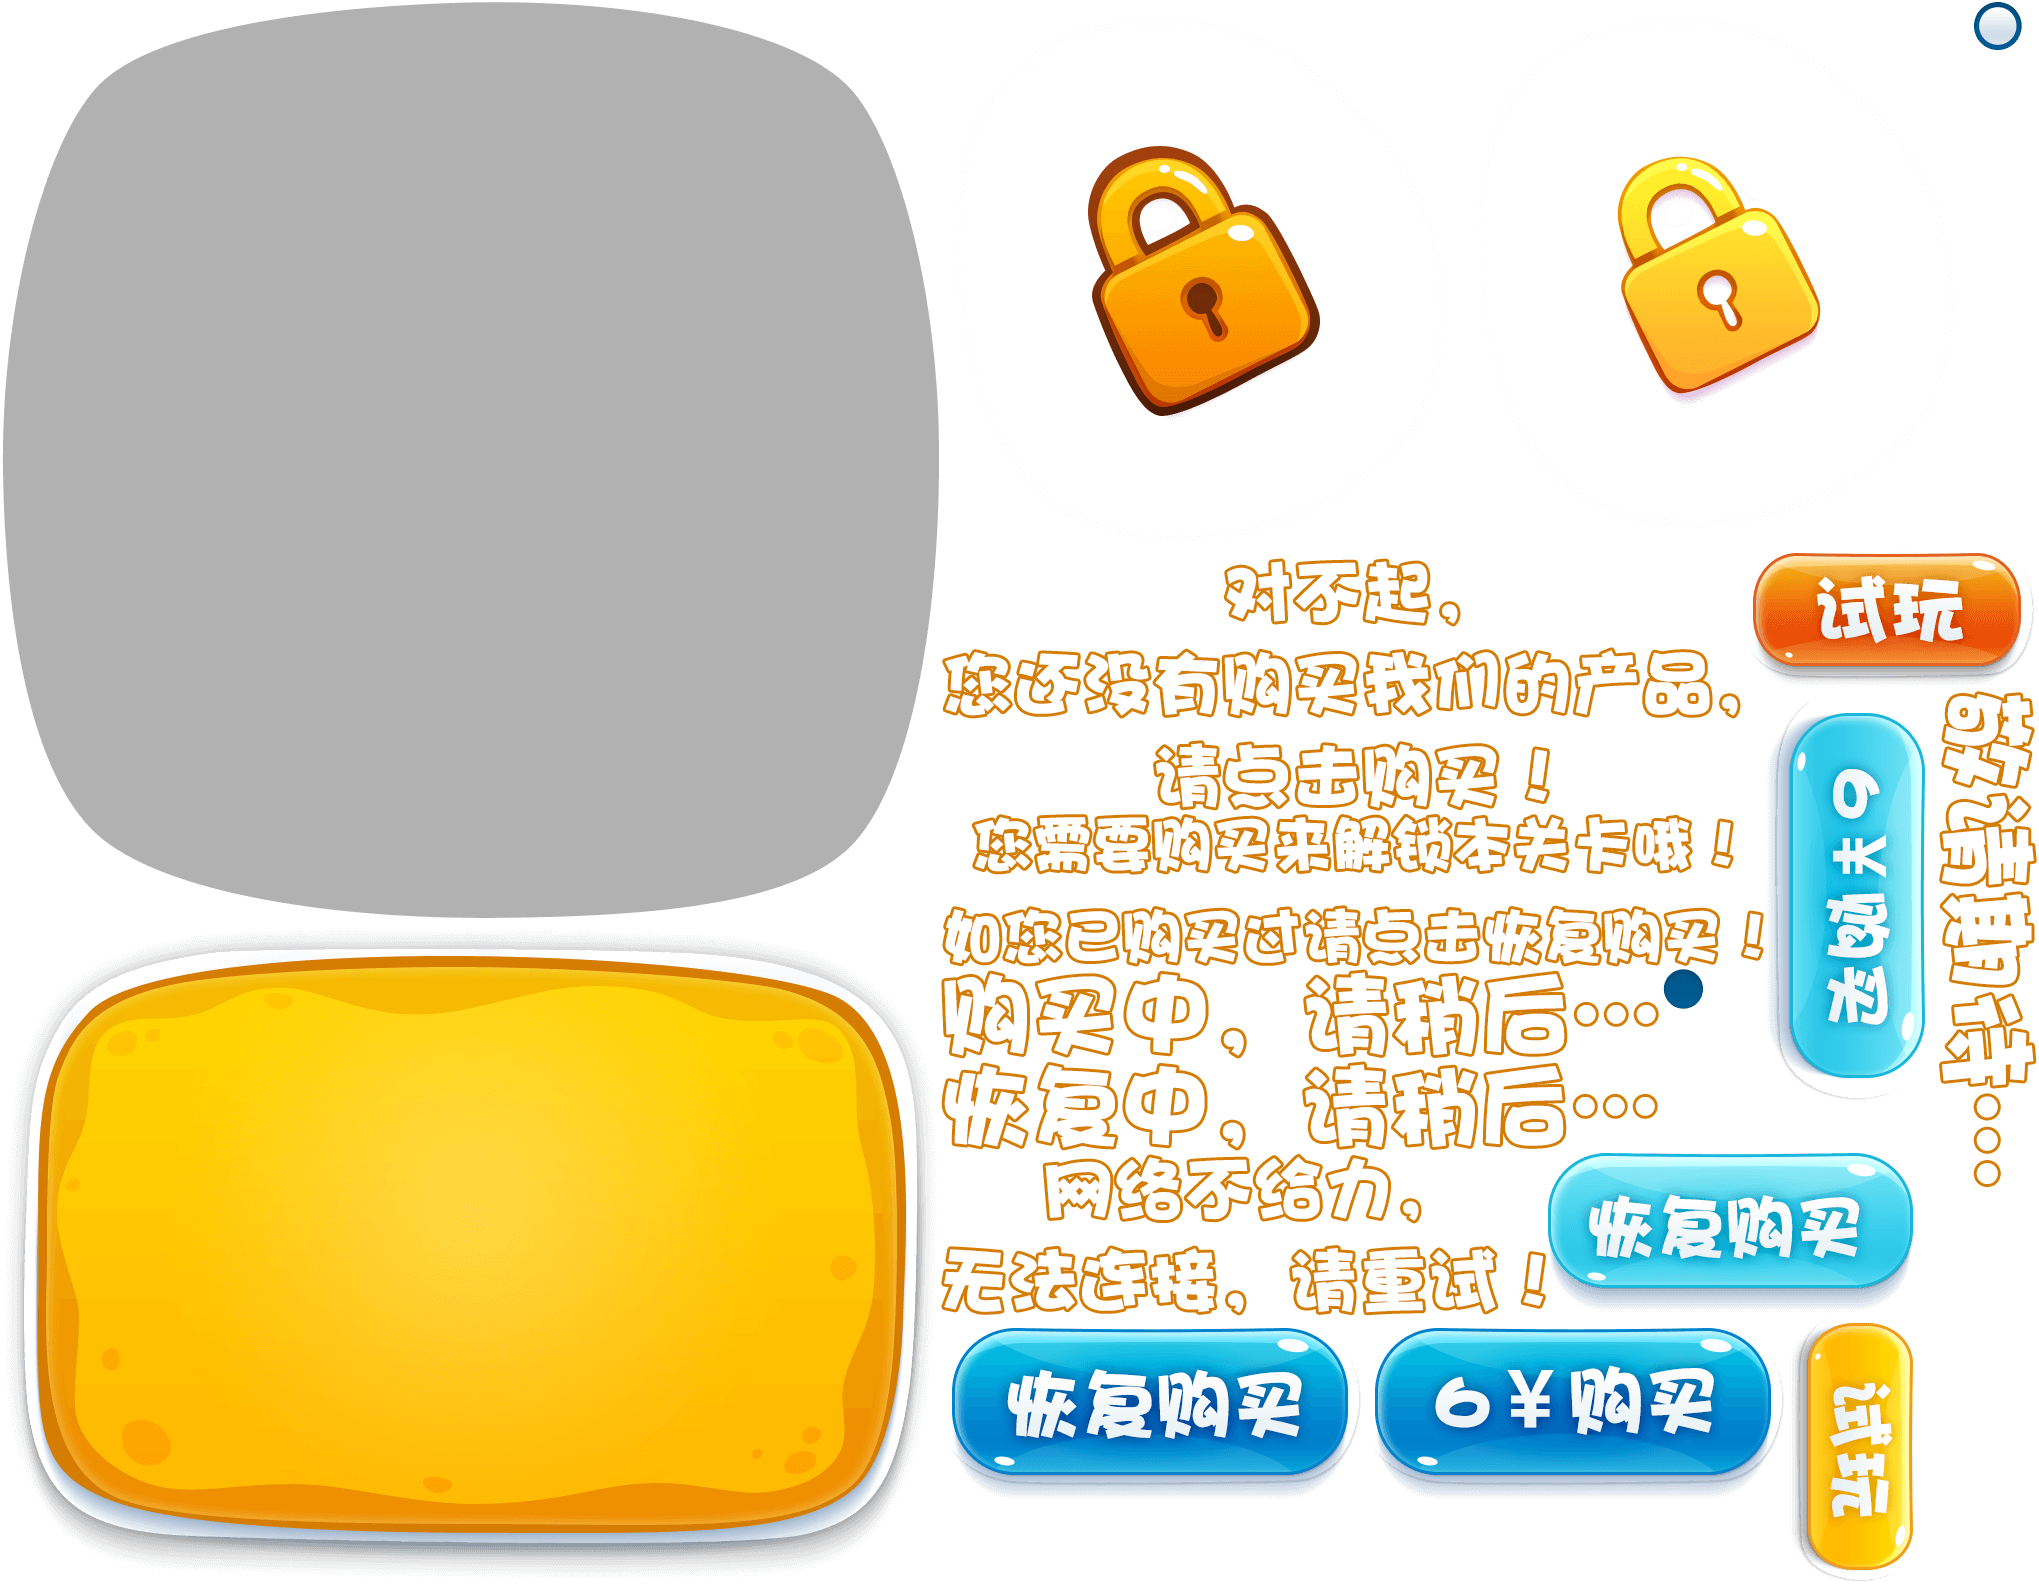 对不起，
试玩
您还没有购买我们的产品，
请点击购买！
您需要购买来解锁本关卡哦！
6￥购买
敬请期待……
如您已购买过请点击恢复购买！
购买中，请稍后…
恢复中，请稍后…
网络不给力，
恢复购买
无法连接，请重试！
恢复购买
6￥购买
试玩